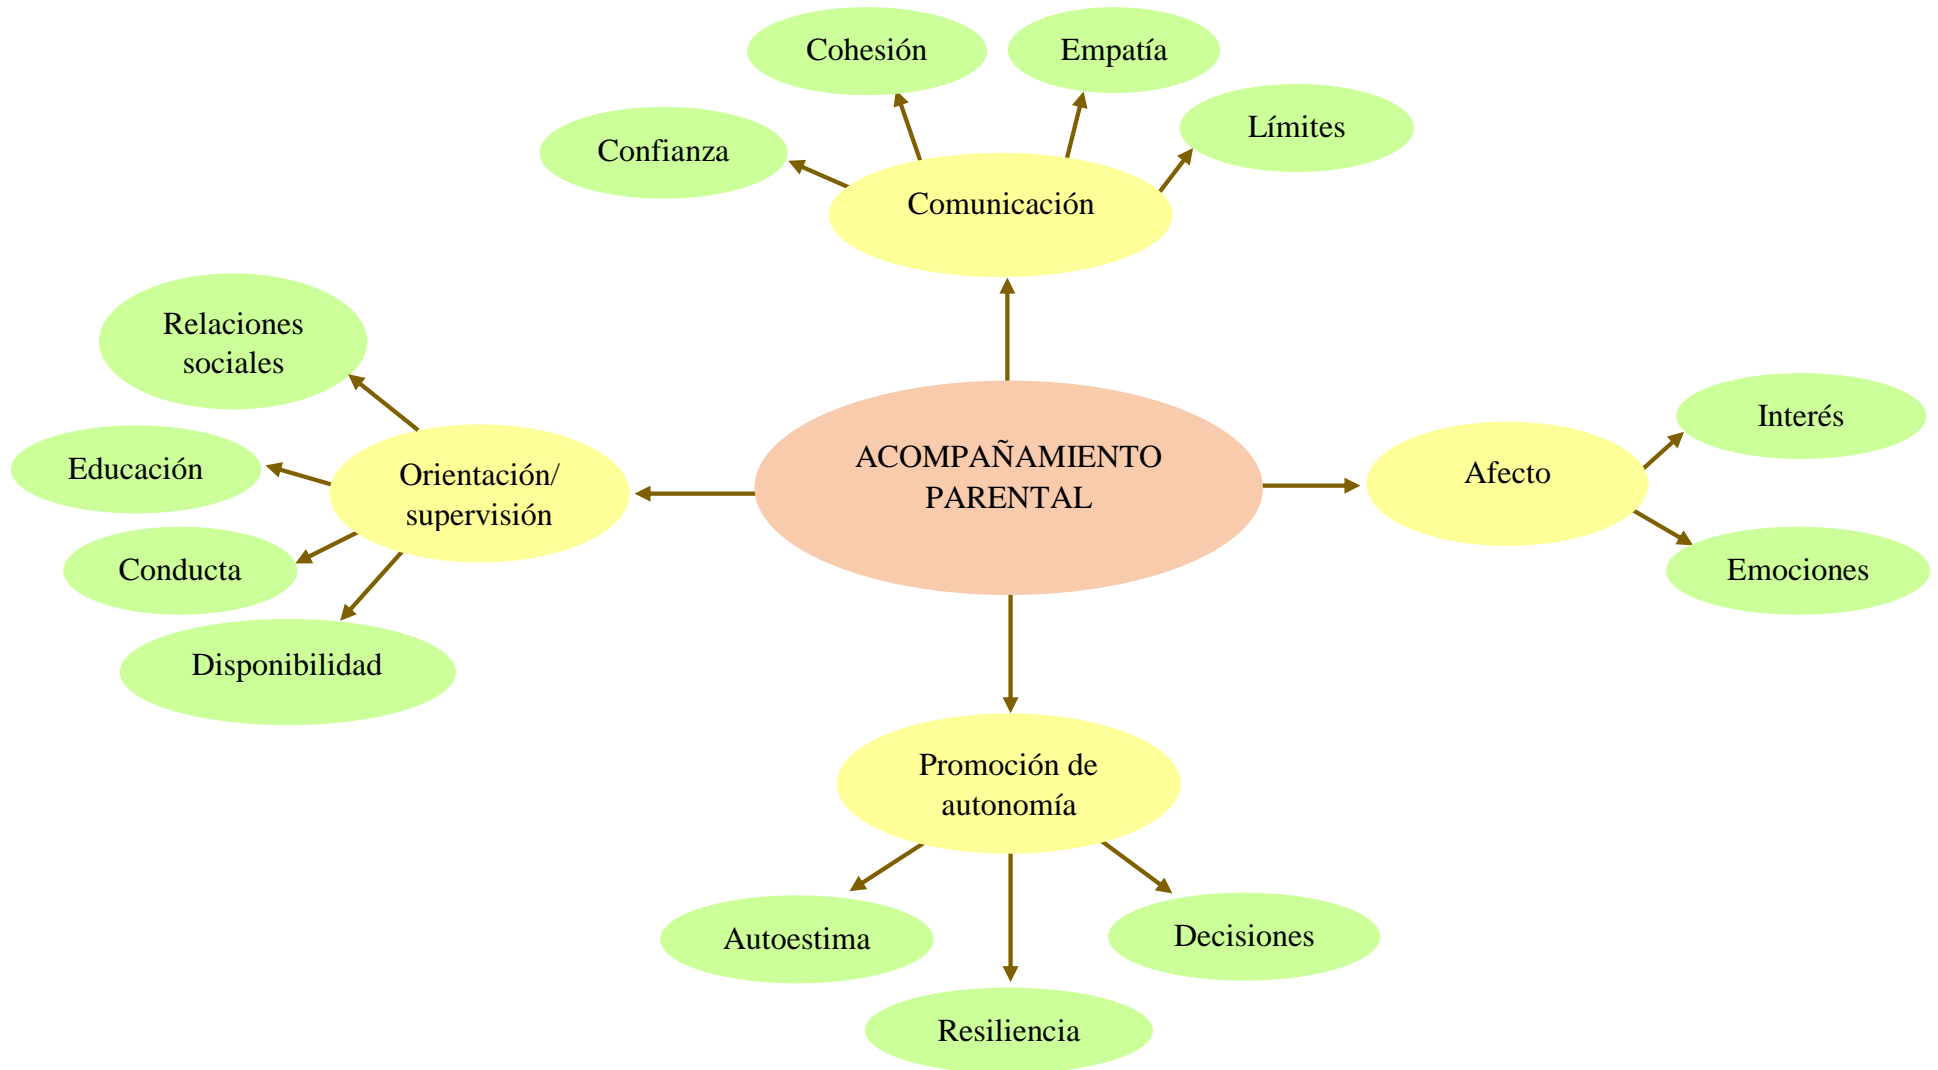 Cohesión
Empatía
Límites
Confianza
Comunicación
Relaciones
sociales
Educación
Orientación/
supervisión
Conducta
Disponibilidad
ACOMPAÑAMIENTO
PARENTAL
Afecto
Interés
Emociones
Promoción de
autonomía
Autoestima
Decisiones
Resiliencia